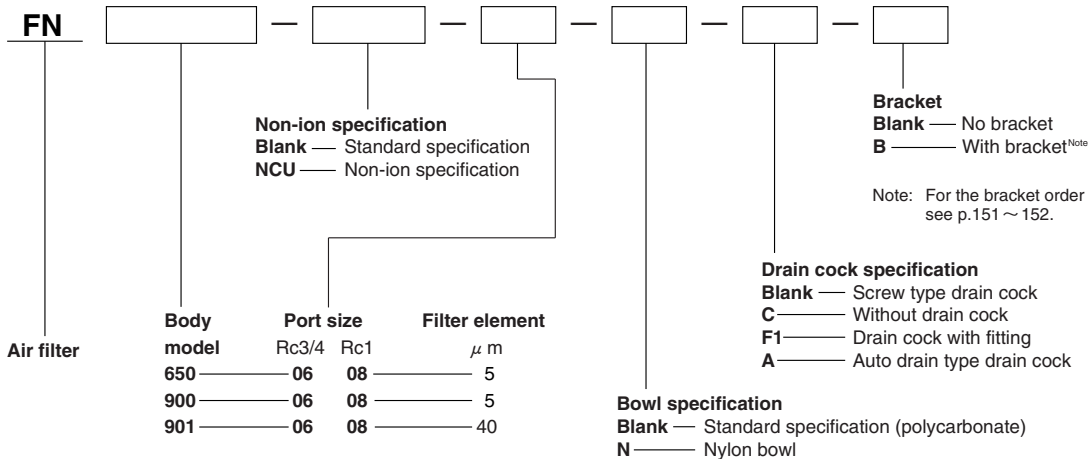 FN — — — — —
Bracket
Blank — No bracket
B — With bracketNote
Note: For the bracket order
see p.151～152.
Non-ion specification
Blank — Standard specification
NCU — Non-ion specification
Drain cock specification
Blank — Screw type drain cock
C — Without drain cock
F1 — Drain cock with fitting
A — Auto drain type drain cock
Air filter
Body Port size Filter element
model Rc3/4 Rc1 μ m
650 — 06 08 — 5
900 — 06 08 — 5
901 — 06 08 — 40
Bowl specification
Blank — Standard specification (polycarbonate)
N — Nylon bowl